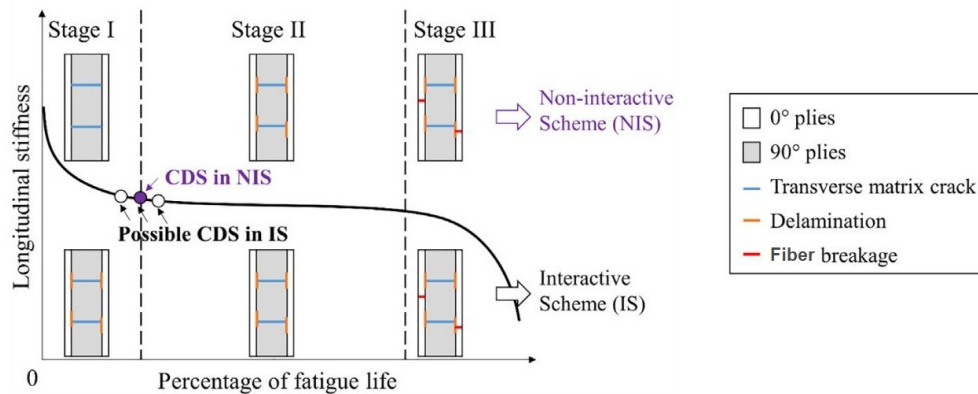 Stage I
Stage II
Stage III
Longitudinal stiffness
Non-interactive
Scheme (NIS)
CDS in NIS
Possible CDS in IS
Interactive
Scheme (IS)
0
Percentage of fatigue life
0° plies
90° plies
Transverse matrix crack
Delamination
Fiber breakage